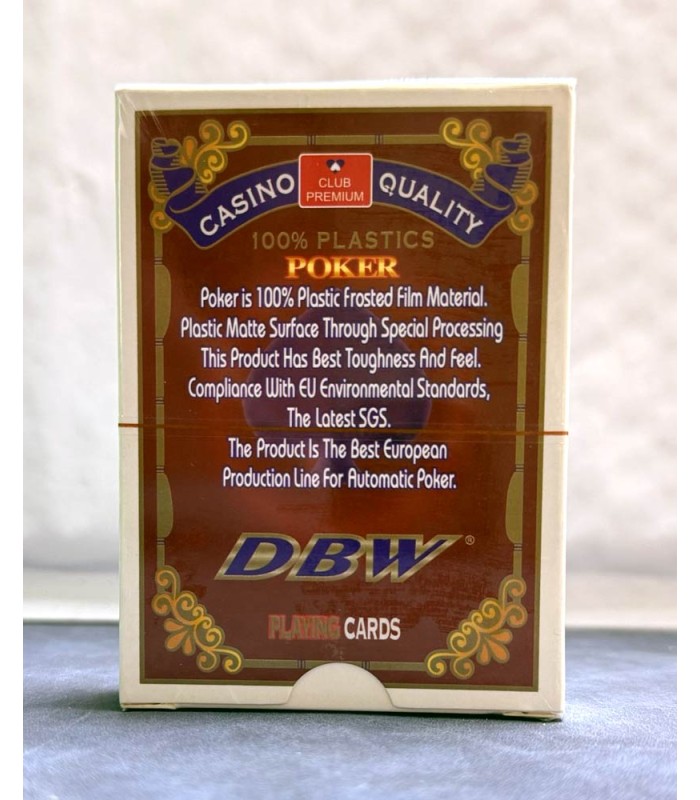 CASINO CLUB PREMIUM QUALITY
100% PLASTICS
POKER
Poker is 100% Plastic Frosted Film Material.
Plastic Matte Surface Through Special Processing
This Product Has Best Toughness And Feel.
Compliance With EU Environmental Standards,
The Latest SGS.
The Product Is The Best European
Production Line For Automatic Poker.
DBW®
PLAYING CARDS